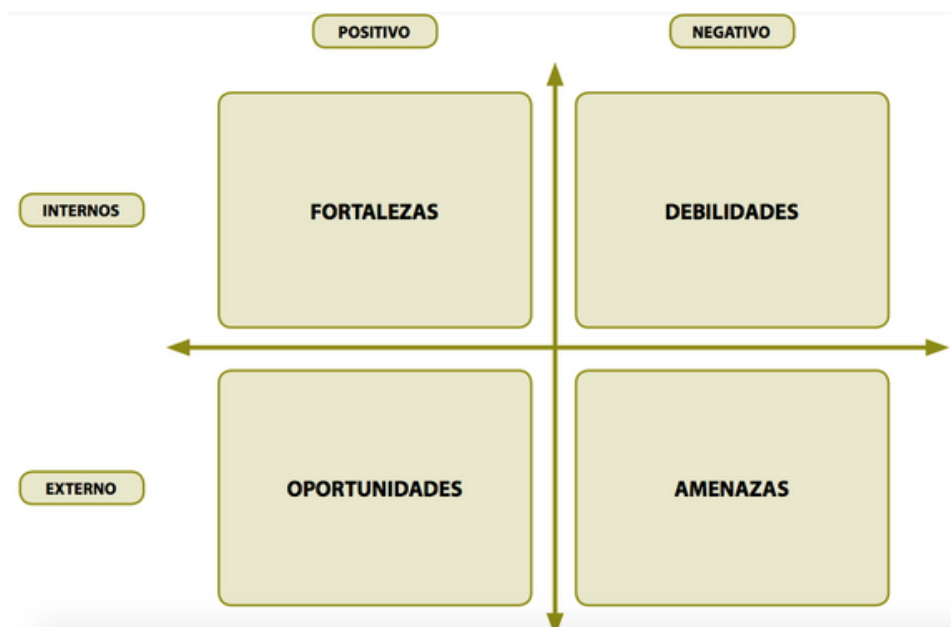 POSITIVO
NEGATIVO
INTERNOS
FORTALEZAS
DEBILIDADES
EXTERNO
OPORTUNIDADES
AMENAZAS